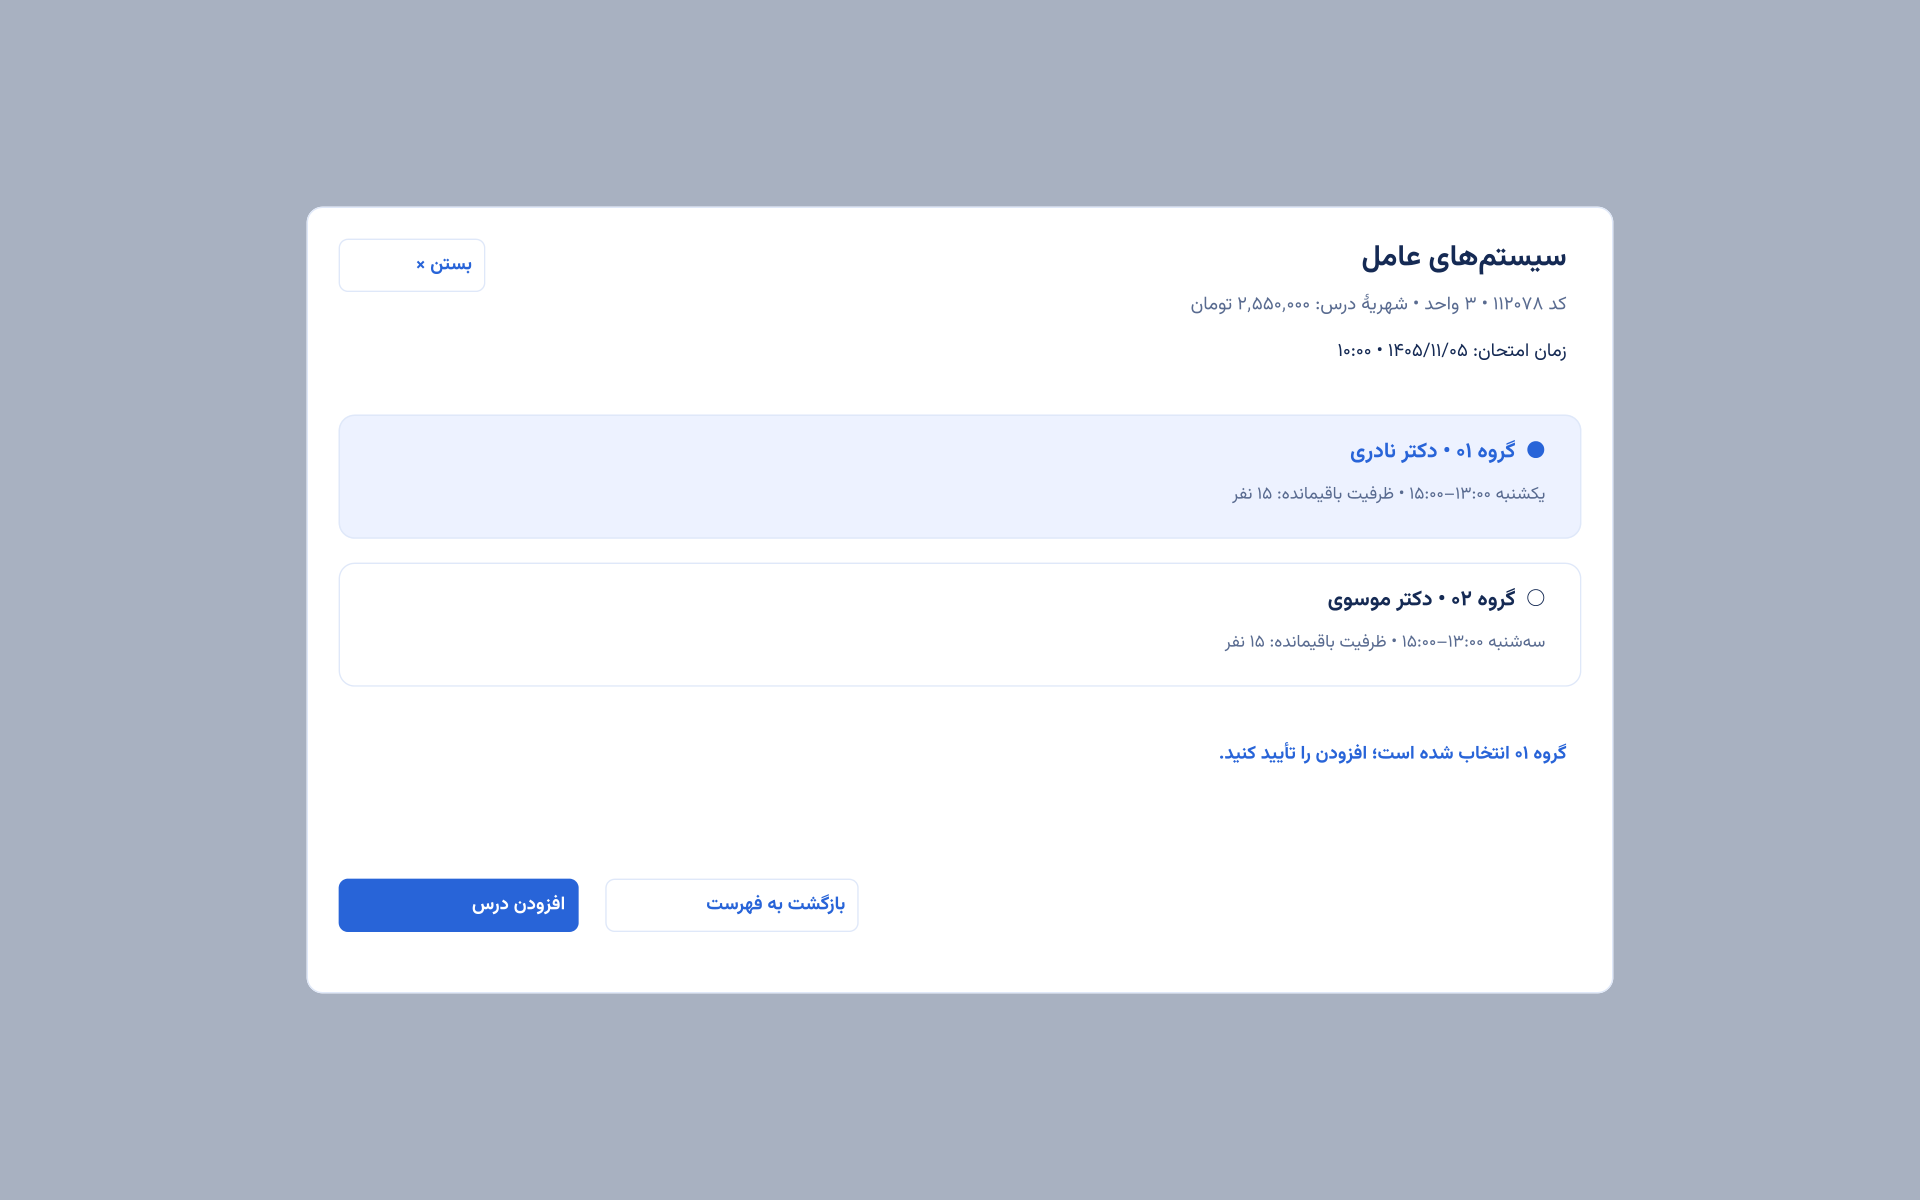 سیستم‌های عامل
بستن ×
کد ۱۱۲۰۷۸ • ۳ واحد • شهریهٔ درس: ۲,۵۵۰,۰۰۰ تومان
زمان امتحان: ۱۴۰۵/۱۱/۰۵ • ۱۰:۰۰
گروه ۰۱ • دکتر نادری
یکشنبه ۱۳:۰۰–۱۵:۰۰ • ظرفیت باقیمانده: ۱۵ نفر
گروه ۰۲ • دکتر موسوی
سه‌شنبه ۱۳:۰۰–۱۵:۰۰ • ظرفیت باقیمانده: ۱۵ نفر
گروه ۰۱ انتخاب شده است؛ افزودن را تأیید کنید.
بازگشت به فهرست
افزودن درس